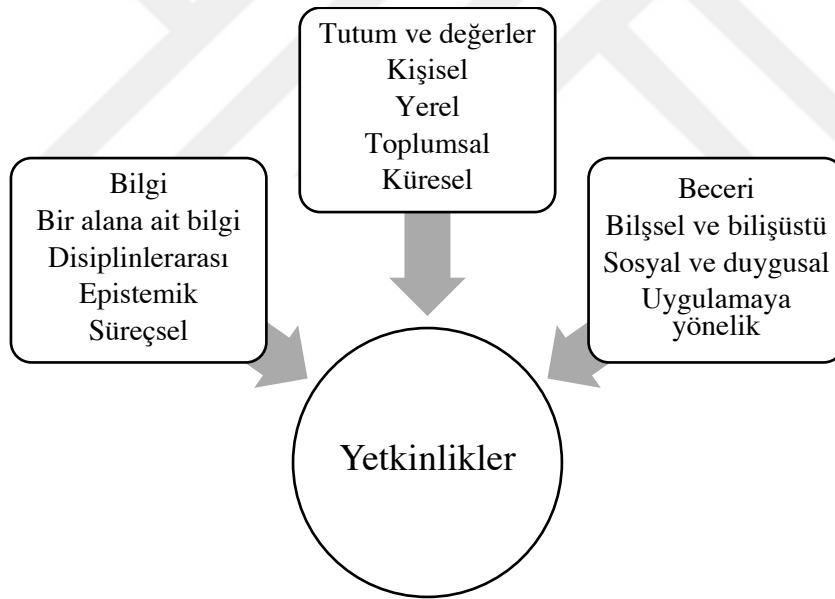 Tutum ve değerler
Kişisel
Yerel
Toplumsal
Küresel
Bilgi
Bir alana ait bilgi
Disiplinlerarası
Epistemik
Süreçsel
Beceri
Bilşsel ve bilişüstü
Sosyal ve duygusal
Uygulamaya
yönelik
Yetkinlikler